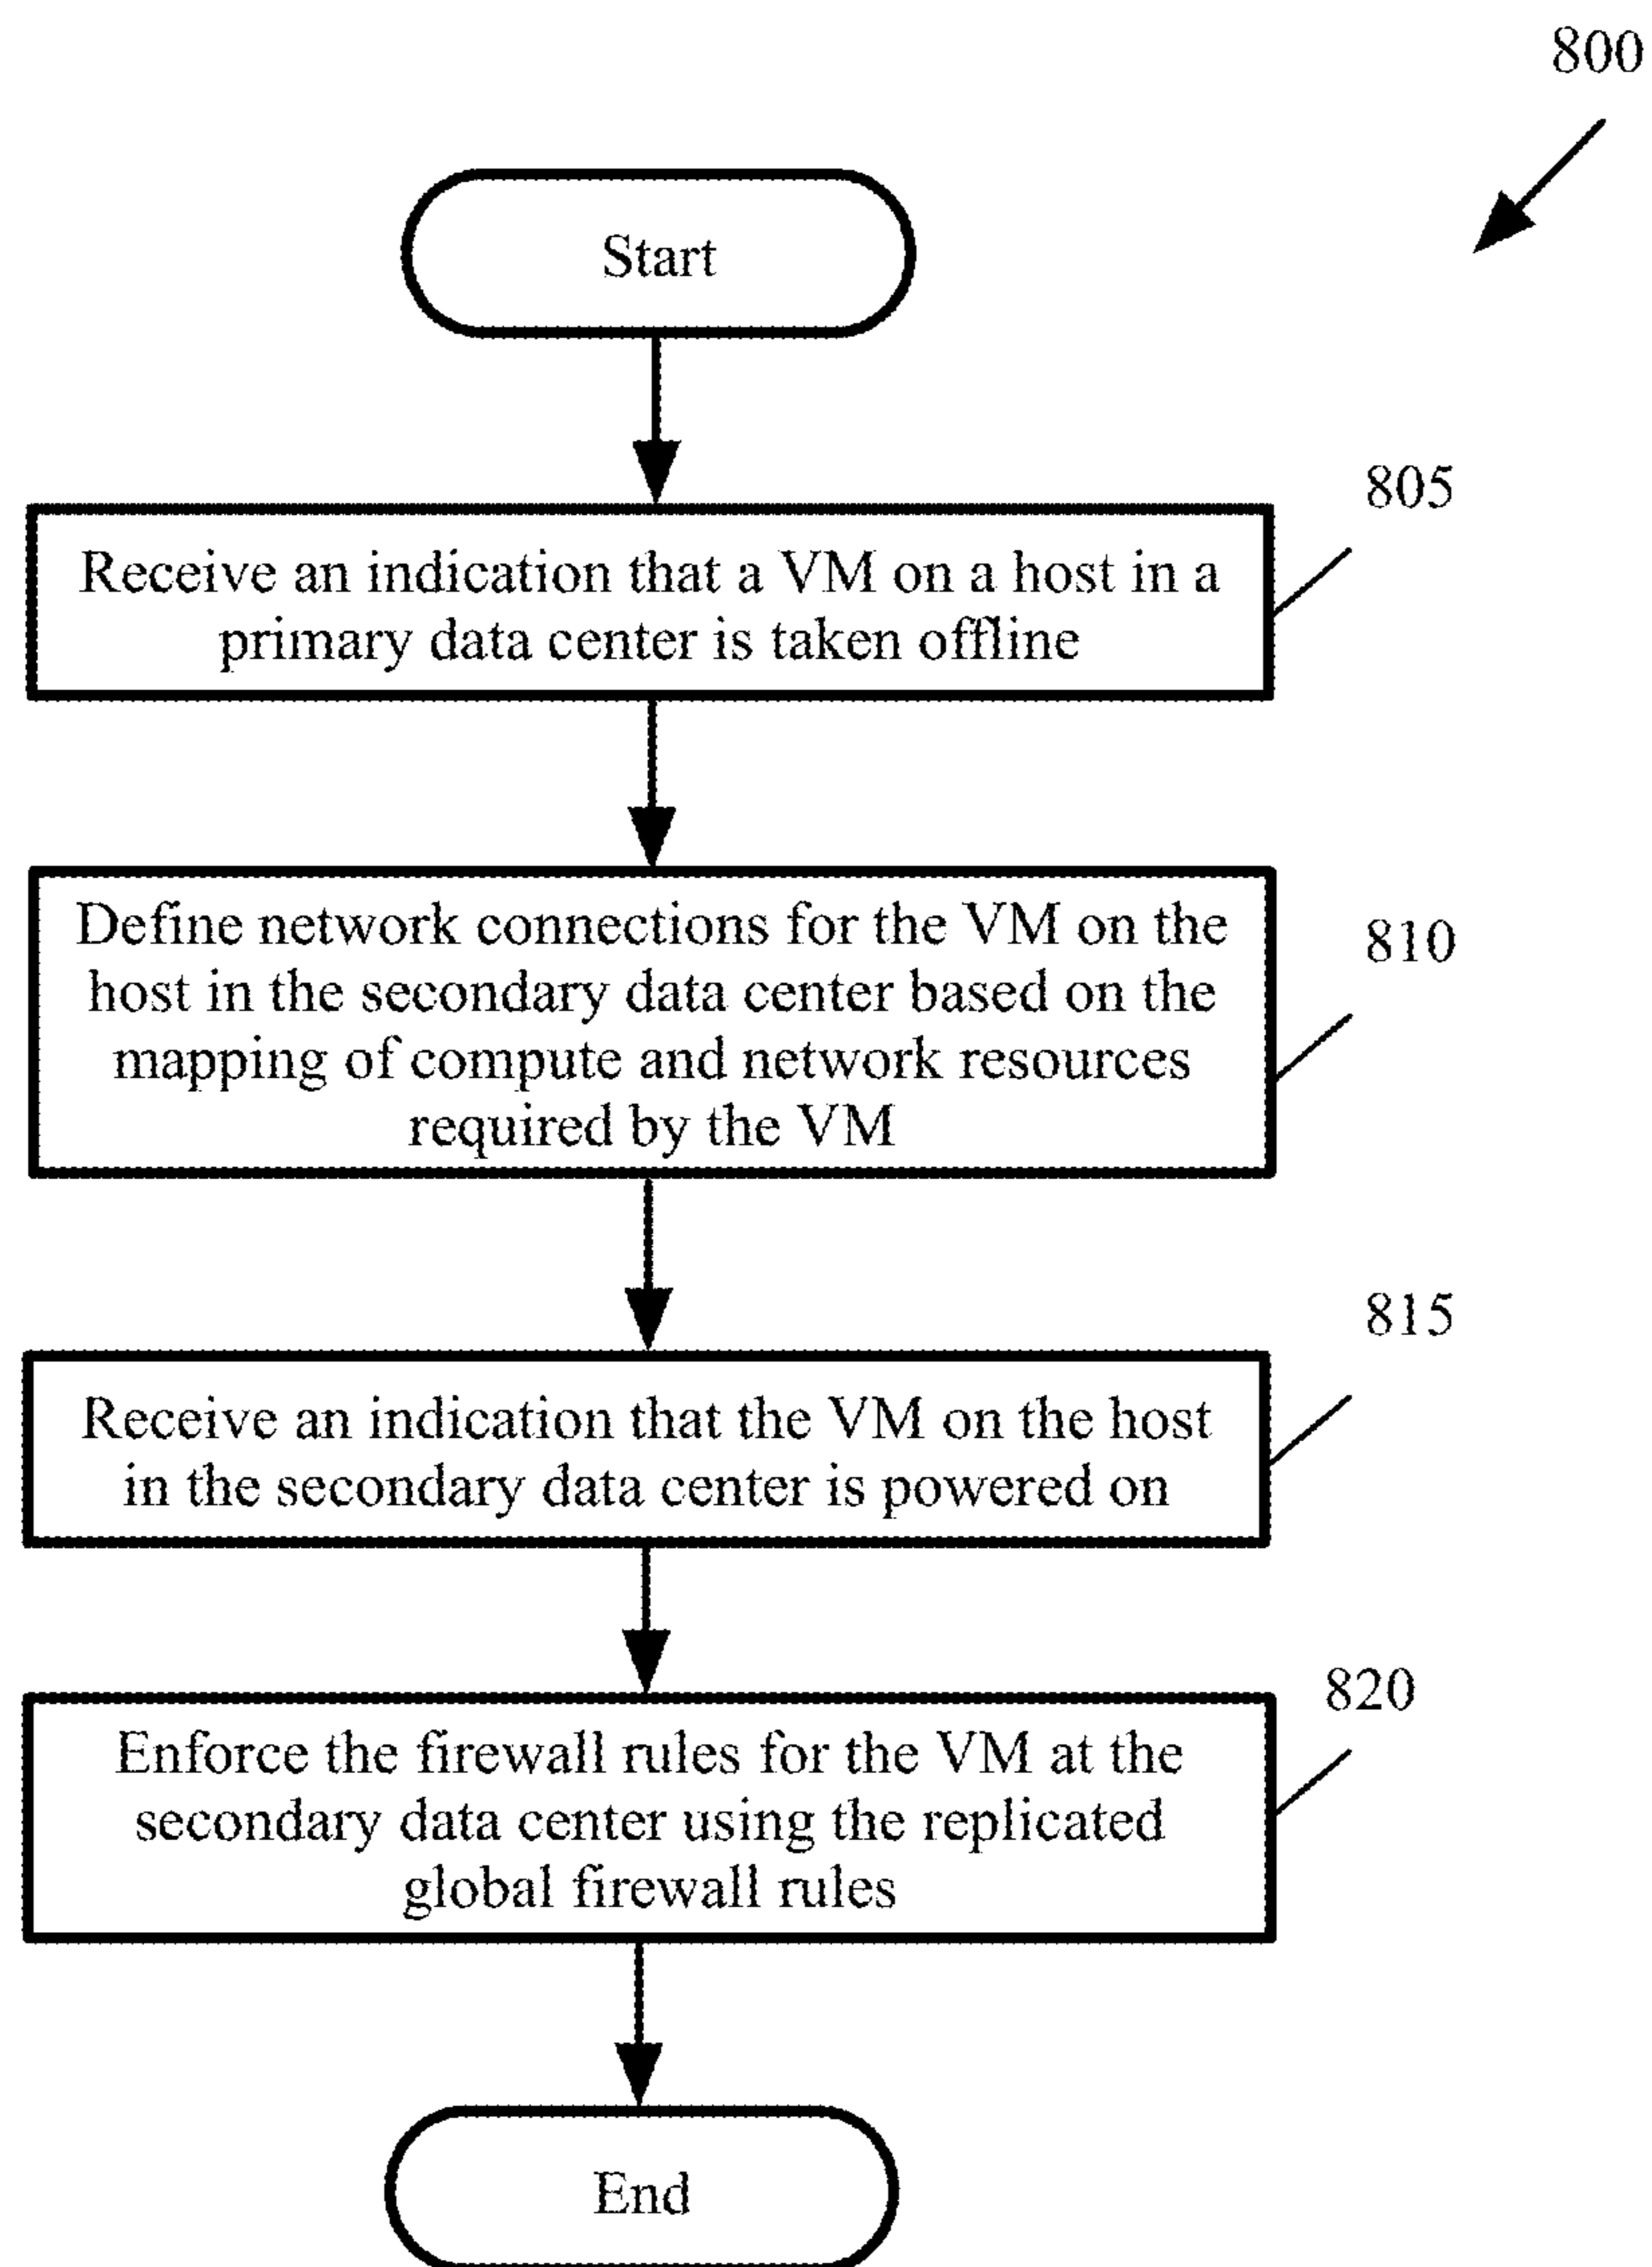 800
Start
805
Receive an indication that a VM on a host in a
primary data center is taken offline
810
Define network connections for the VM on the
host in the secondary data center based on the
mapping of compute and network resources
required by the VM
815
Receive an indication that the VM on the host
in the secondary data center is powered on
820
Enforce the firewall rules for the VM at the
secondary data center using the replicated
global firewall rules
End